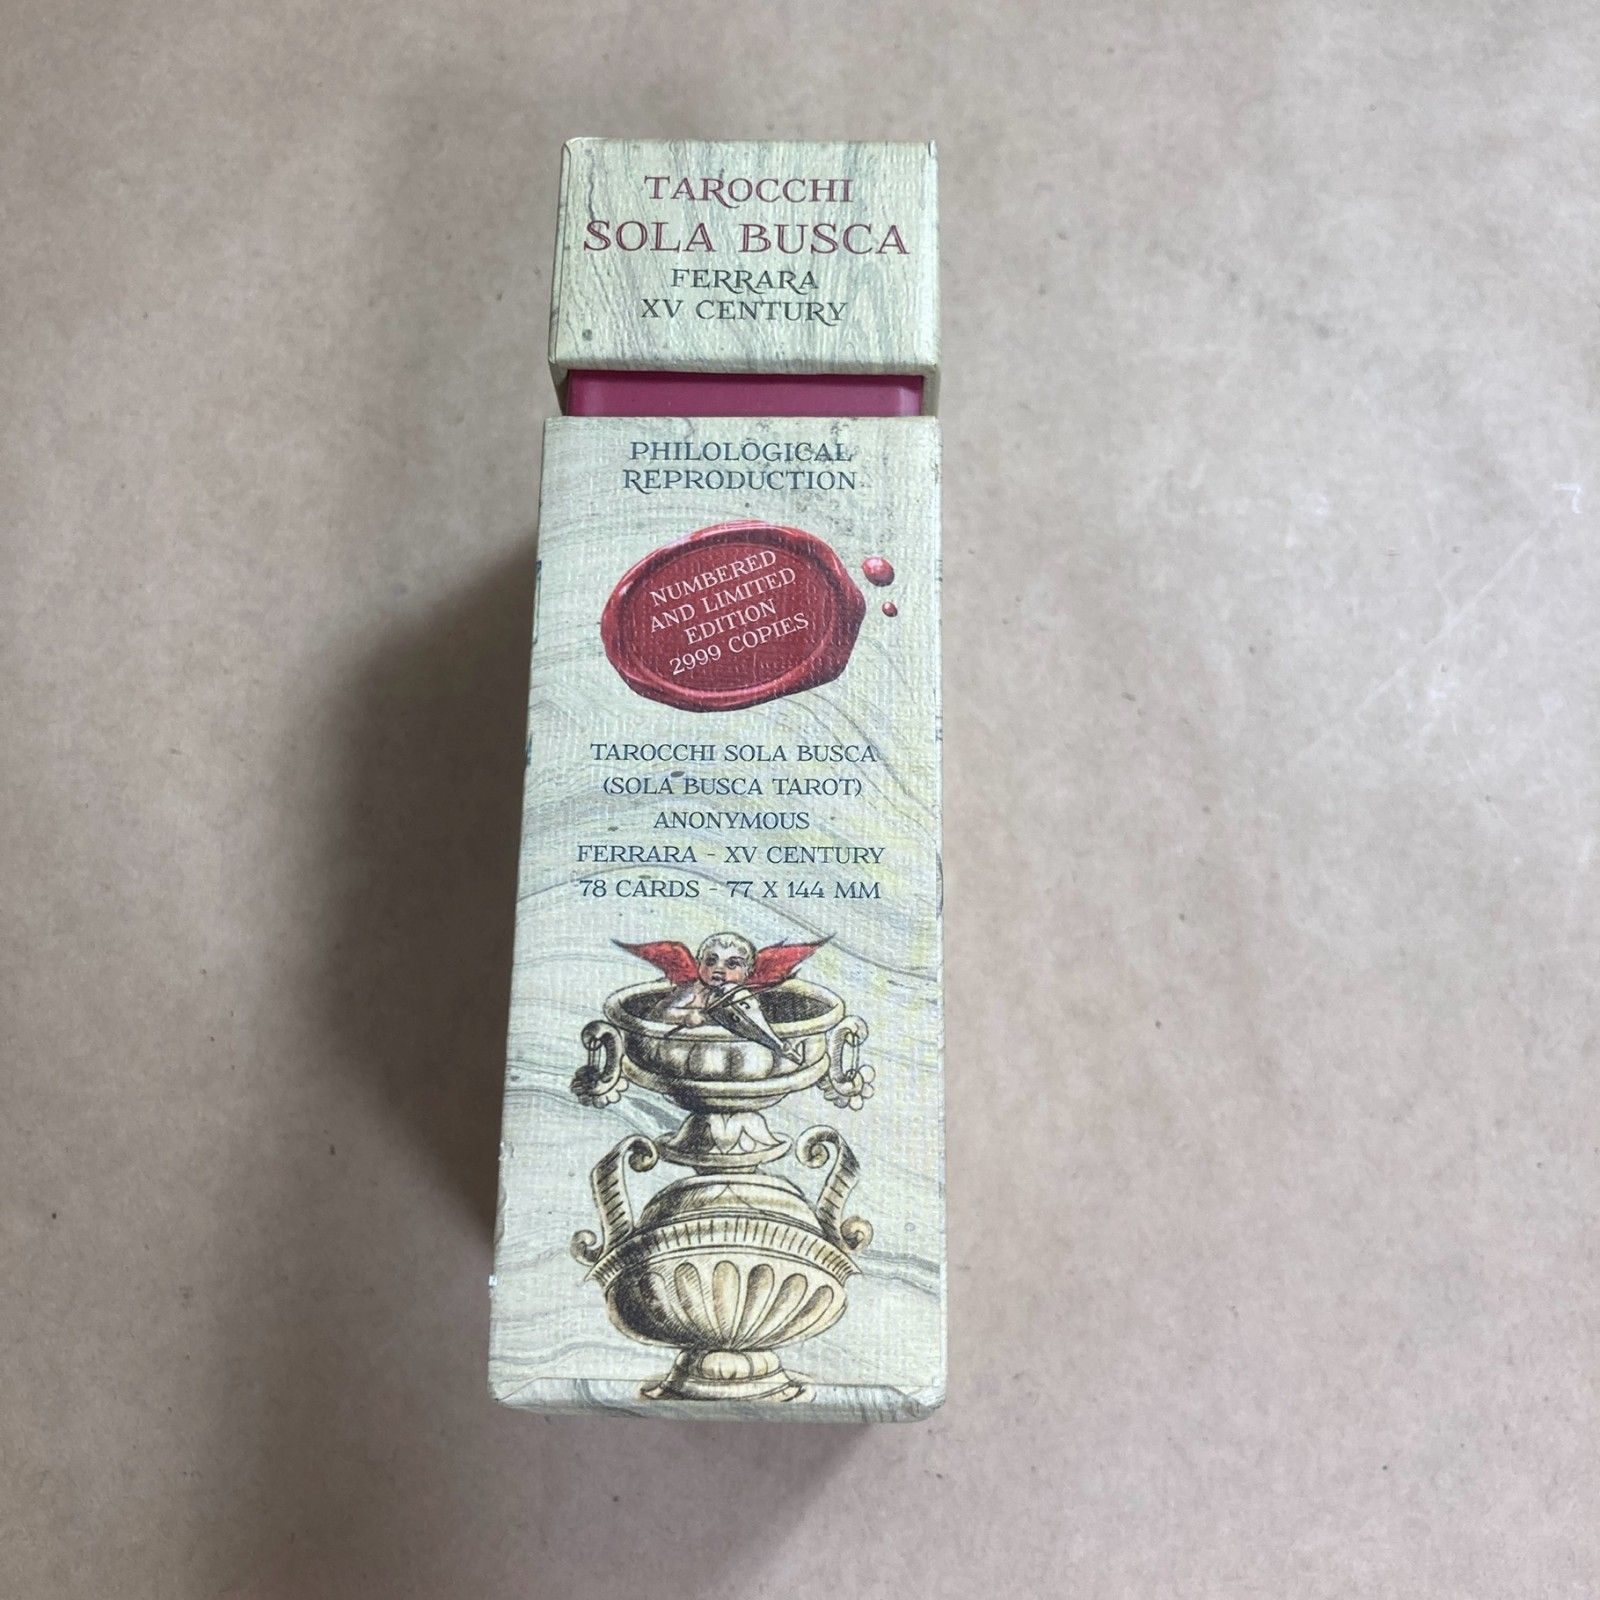 TAROCCHI
SOLA BUSCA
FERRARA
XV CENTURY
PHILOLOGICAL
REPRODUCTION
NUMBERED
AND LIMITED
EDITION
2999 COPIES
TAROCCHI SOLA BUSCA
(SOLA BUSCA TAROT)
ANONYMOUS
FERRARA - XV CENTURY
78 CARDS - 77 X 144 MM